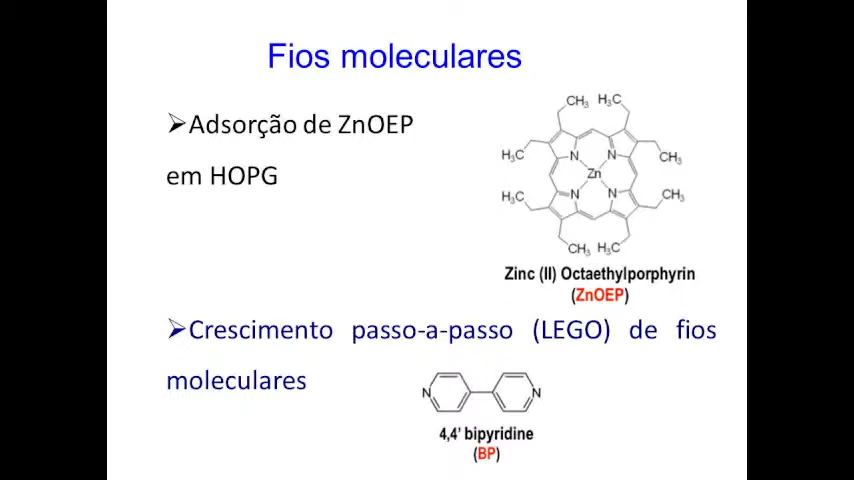 Fios moleculares
➢Adsorção de ZnOEP
em HOPG
CH₃ H₃C
H₃C CH₃
N N
Zn
N N
H₃C CH₃
CH₃ H₃C
Zinc (II) Octaethylporphyrin
(ZnOEP)
➢Crescimento passo-a-passo (LEGO) de fios
moleculares
N N
4,4' bipyridine
(BP)